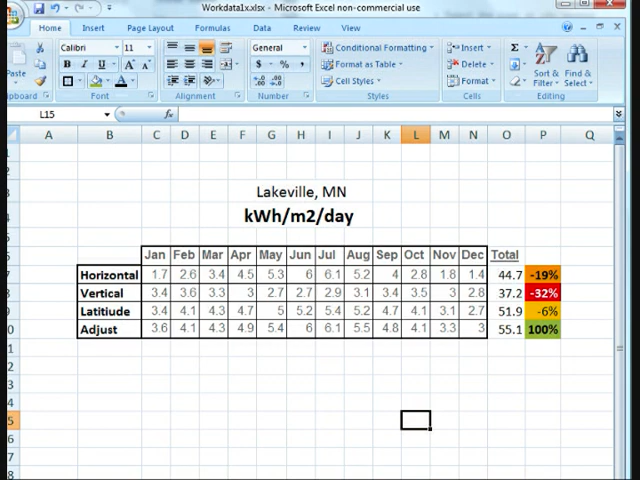 Workdata1x.xlsx - Microsoft Excel non-commercial use
Home Insert Page Layout Formulas Data Review View
Calibri 11 General Conditional Formatting Insert Σ
Paste B I U A A $ % , Format as Table Delete Sort & Filter Find & Select
Cell Styles Format
Clipboard Font Alignment Number Styles Cells Editing
L15 fx
A B C D E F G H I J K L M N O P Q
Lakeville, MN
kWh/m2/day
Jan Feb Mar Apr May Jun Jul Aug Sep Oct Nov Dec Total
Horizontal 1.7 2.6 3.4 4.5 5.3 6 6.1 5.2 4 2.8 1.8 1.4 44.7 -19%
Vertical 3.4 3.6 3.3 3 2.7 2.7 2.9 3.1 3.4 3.5 3 2.8 37.2 -32%
Latitiude 3.4 4.1 4.3 4.7 5 5.2 5.4 5.2 4.7 4.1 3.1 2.7 51.9 -6%
Adjust 3.6 4.1 4.3 4.9 5.4 6 6.1 5.5 4.8 4.1 3.3 3 55.1 100%